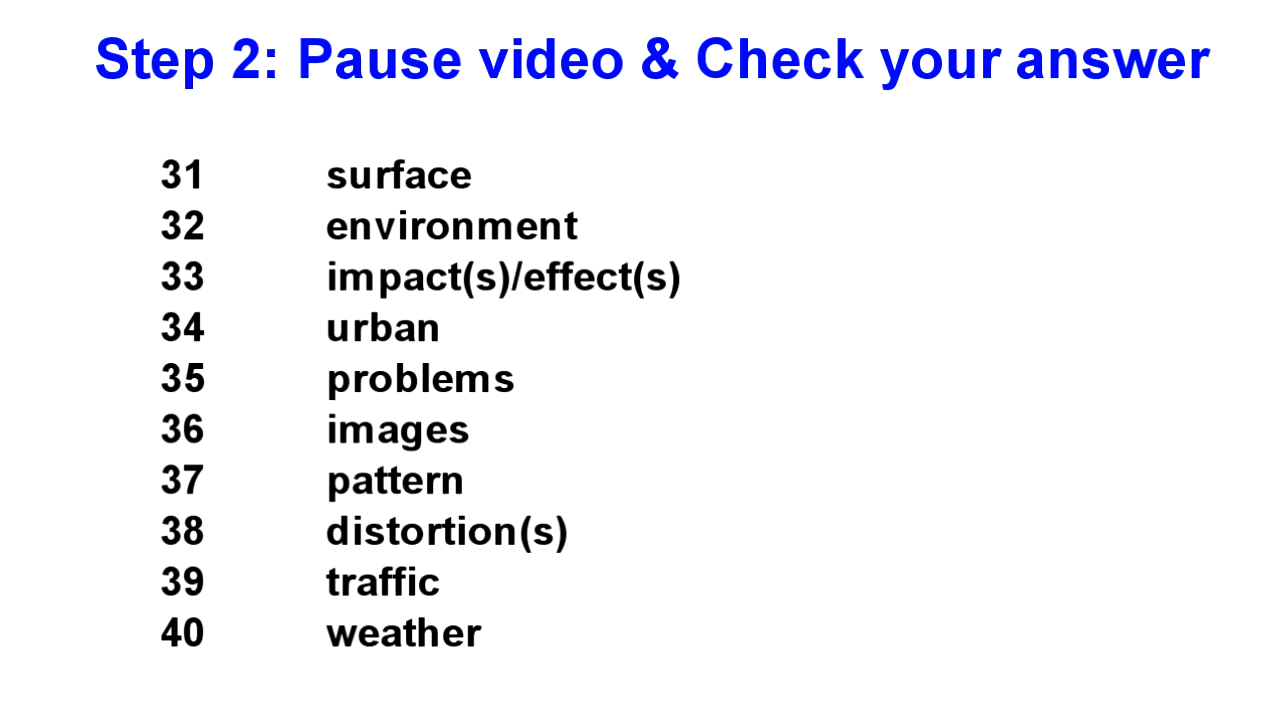 Step 2: Pause video & Check your answer
31 surface
32 environment
33 impact(s)/effect(s)
34 urban
35 problems
36 images
37 pattern
38 distortion(s)
39 traffic
40 weather